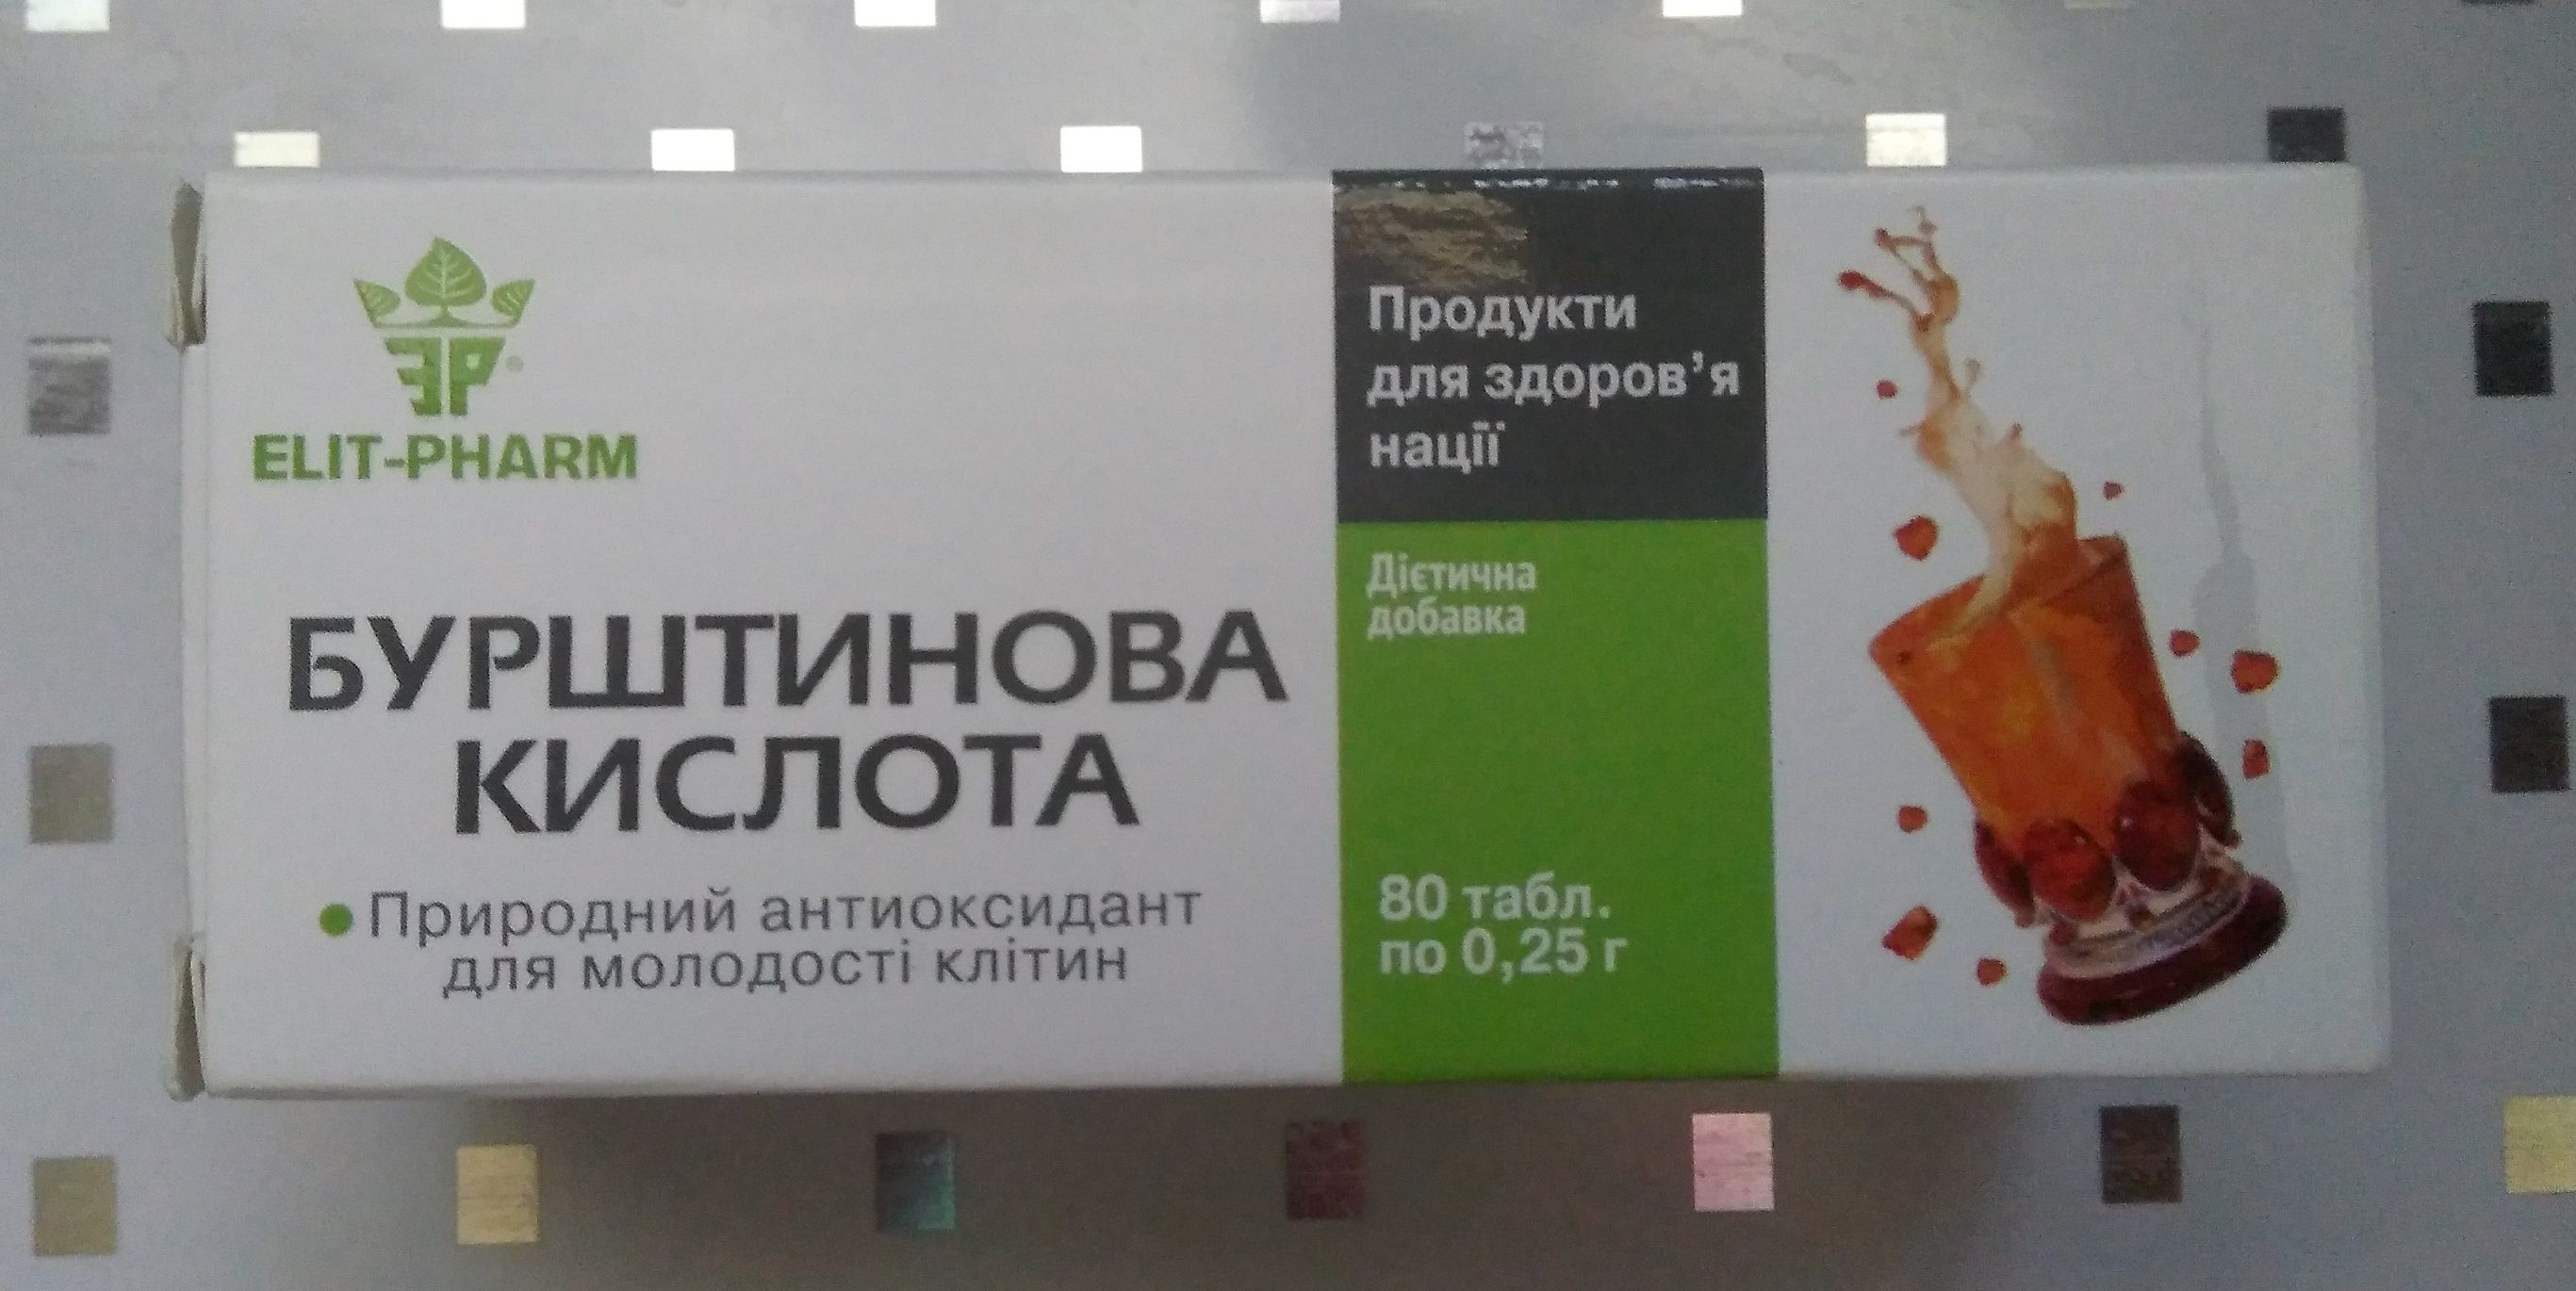 ЕР
ELIT-PHARM
БУРШТИНОВА
КИСЛОТА
Природний антиоксидант
для молодості клітин
Продукти
для здоров’я
нації
Дієтична
добавка
80 табл.
по 0,25 г